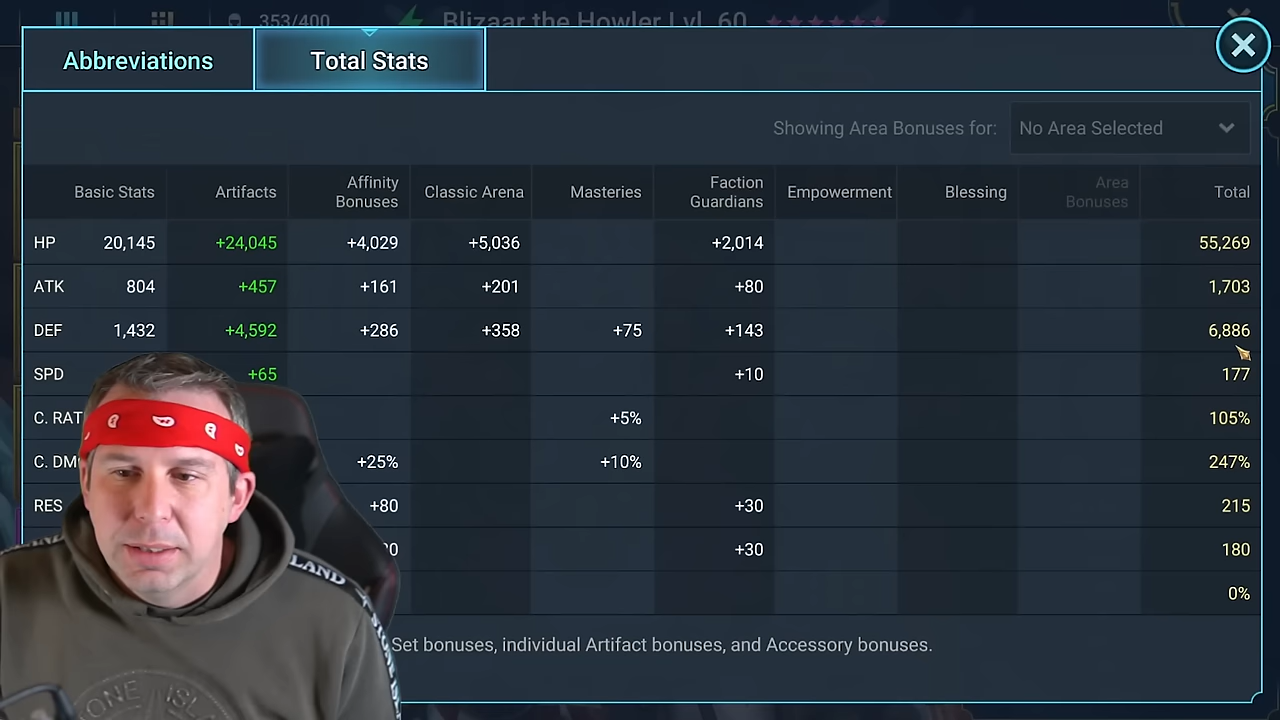 353/400 Blizaar the Howler Lvl. 60
Abbreviations Total Stats
Showing Area Bonuses for: No Area Selected
Basic Stats Artifacts Affinity Bonuses Classic Arena Masteries Faction Guardians Empowerment Blessing Area Bonuses Total
HP 20,145 +24,045 +4,029 +5,036 +2,014 55,269
ATK 804 +457 +161 +201 +80 1,703
DEF 1,432 +4,592 +286 +358 +75 +143 6,886
SPD +65 +10 177
C. RAT +5% 105%
C. DM +25% +10% 247%
RES +80 +30 215
+30 180
0%
Set bonuses, individual Artifact bonuses, and Accessory bonuses.
LAND